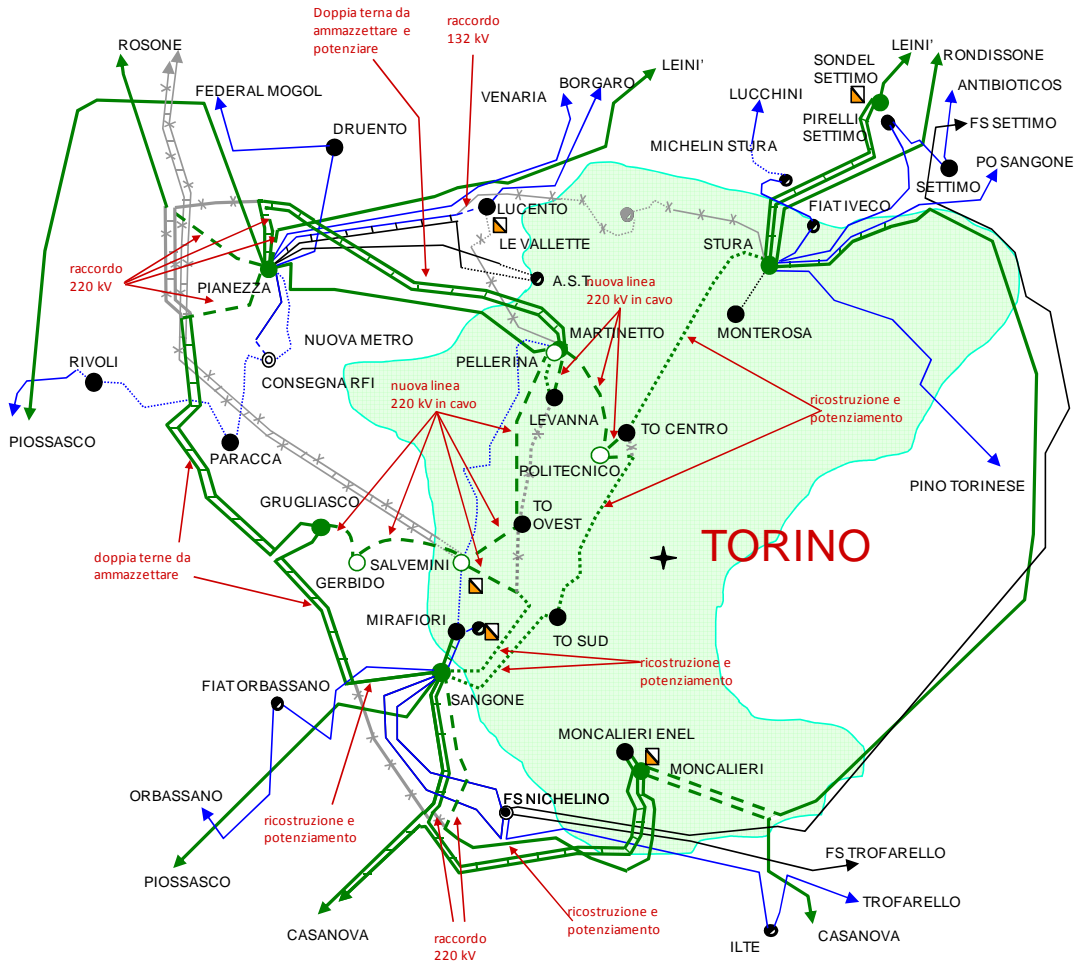 Doppia terna da
ammazzettare e
potenziare
raccordo
132 kV
ROSONE
LEINI'
BORGARO
VENARIA
FEDERAL MOGOL
DRUENTO
LEINI'
RONDISSONE
SONDEL
SETTIMO
ANTIBIOTICOS
LUCCHINI
PIRELLI
SETTIMO
FS SETTIMO
MICHELIN STURA
PO SANGONE
SETTIMO
LUCENTO
LE VALLETTE
FIAT IVECO
STURA
raccordo
220 kV
PIANEZZA
A.S.T.
nuova linea
220 kV in cavo
MONTEROSA
MARTINETTO
NUOVA METRO
PELLERINA
RIVOLI
CONSEGNA RFI
nuova linea
220 kV in cavo
LEVANNA
ricostruzione e
potenziamento
TO CENTRO
PIOSSASCO
PARACCA
POLITECNICO
PINO TORINESE
GRUGLIASCO
TO
OVEST
TORINO
doppia terne da
ammazzettare
SALVEMINI
GERBIDO
MIRAFIORI
TO SUD
ricostruzione e
potenziamento
FIAT ORBASSANO
SANGONE
MONCALIERI ENEL
MONCALIERI
ORBASSANO
FS NICHELINO
ricostruzione e
potenziamento
FS TROFARELLO
PIOSSASCO
TROFARELLO
ricostruzione e
potenziamento
CASANOVA
raccordo
220 kV
ILTE
CASANOVA